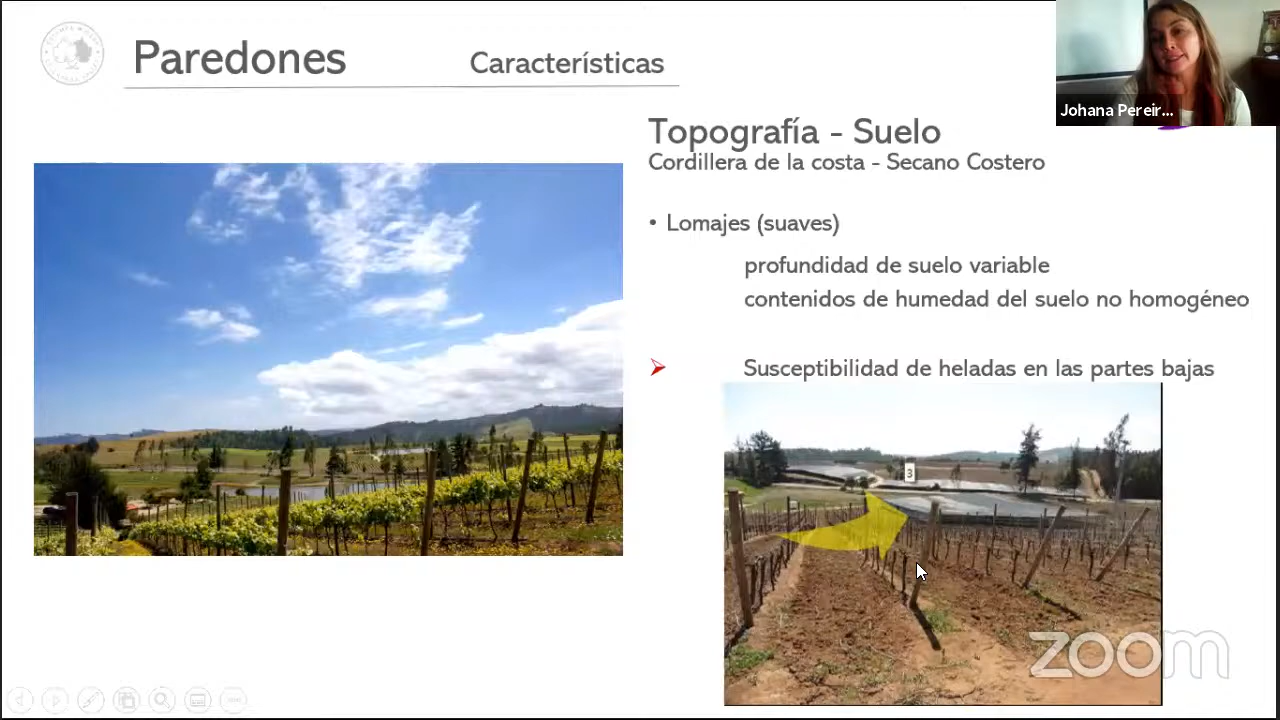 Paredones
Características
Johana Pereir...
Topografía - Suelo
Cordillera de la costa - Secano Costero
• Lomajes (suaves)
profundidad de suelo variable
contenidos de humedad del suelo no homogéneo
Susceptibilidad de heladas en las partes bajas
3
zoom